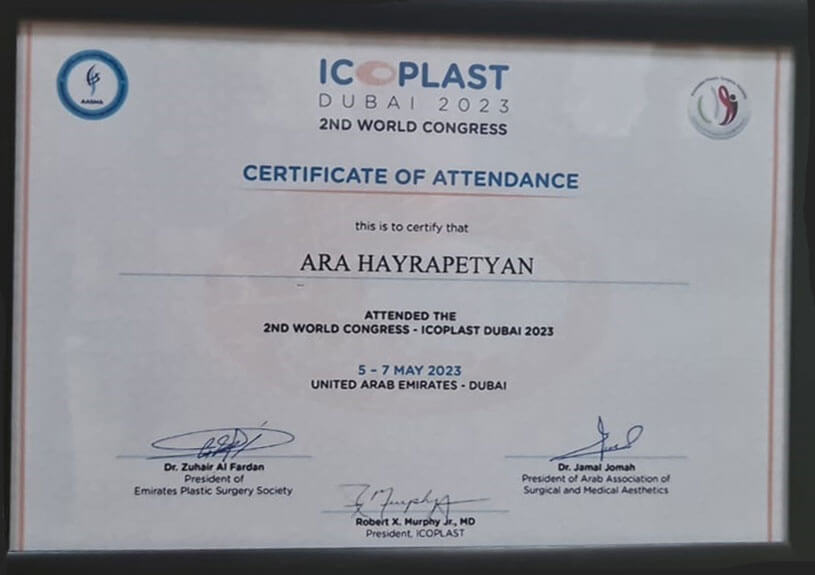 AASMA
ICOPLAST
DUBAI 2023
2ND WORLD CONGRESS
CERTIFICATE OF ATTENDANCE
this is to certify that
ARA HAYRAPETYAN
ATTENDED THE
2ND WORLD CONGRESS - ICOPLAST DUBAI 2023
5 – 7 MAY 2023
UNITED ARAB EMIRATES - DUBAI
Dr. Zuhair Al Fardan
President of
Emirates Plastic Surgery Society
Dr. Jamal Jomah
President of Arab Association of
Surgical and Medical Aesthetics
Murphy
Robert X. Murphy Jr., MD
President, ICOPLAST